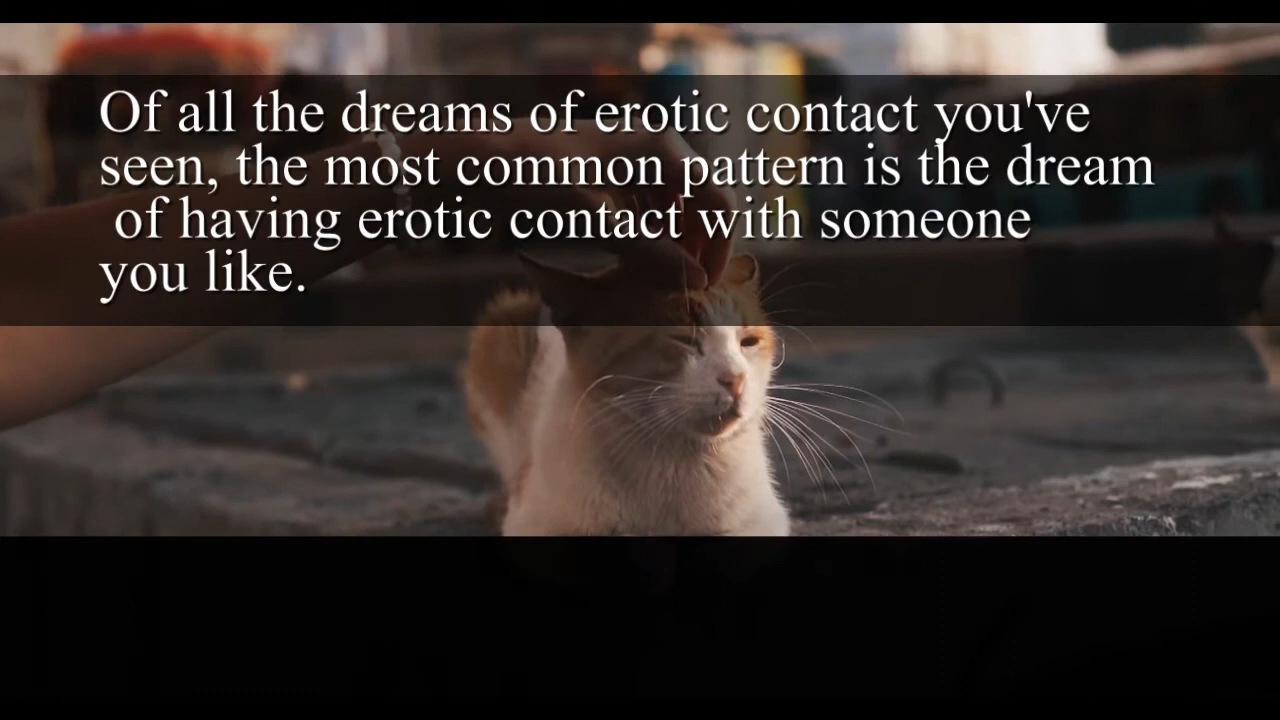 Of all the dreams of erotic contact you've
seen, the most common pattern is the dream
of having erotic contact with someone
you like.